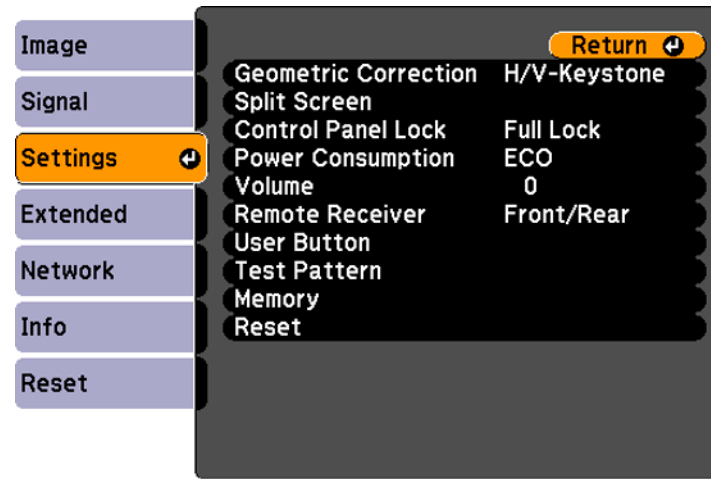 Image
Signal
Settings
Extended
Network
Info
Reset
Return
Geometric Correction H/V-Keystone
Split Screen
Control Panel Lock Full Lock
Power Consumption ECO
Volume 0
Remote Receiver Front/Rear
User Button
Test Pattern
Memory
Reset